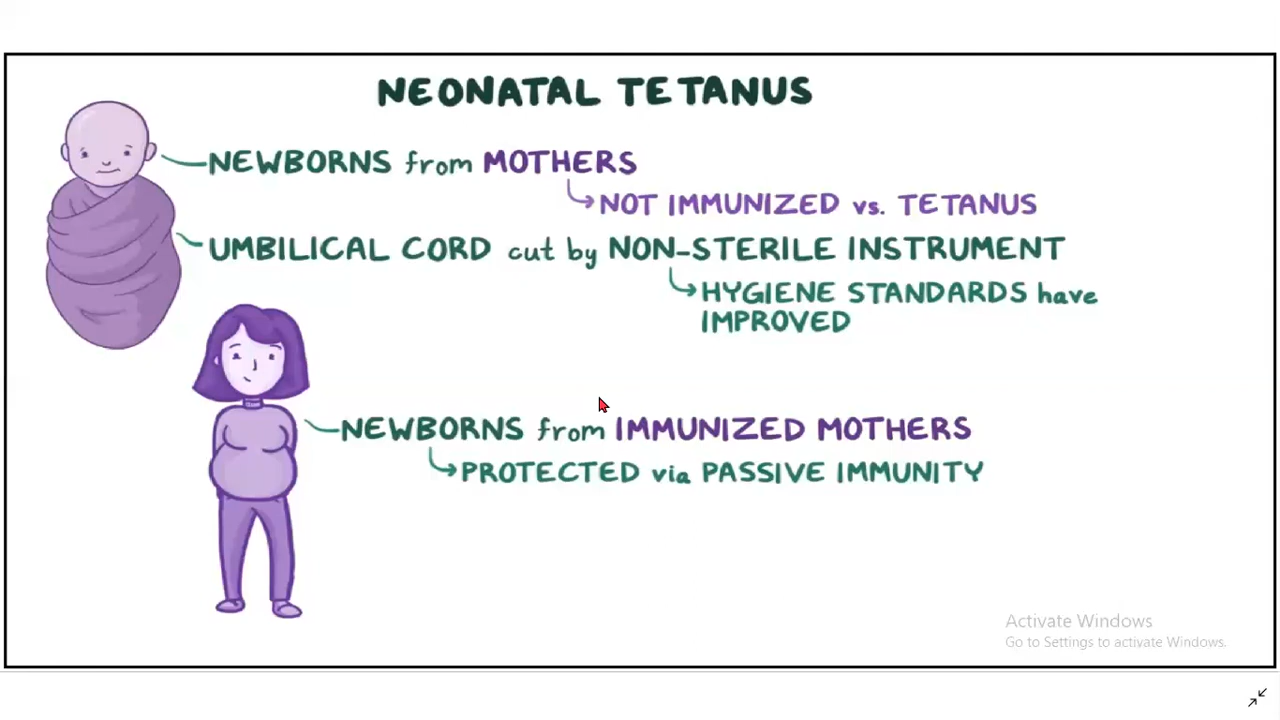 NEONATAL TETANUS
NEWBORNS from MOTHERS
NOT IMMUNIZED vs. TETANUS
UMBILICAL CORD cut by NON-STERILE INSTRUMENT
HYGIENE STANDARDS have
IMPROVED
NEWBORNS from IMMUNIZED MOTHERS
PROTECTED via PASSIVE IMMUNITY
Activate Windows
Go to Settings to activate Windows.